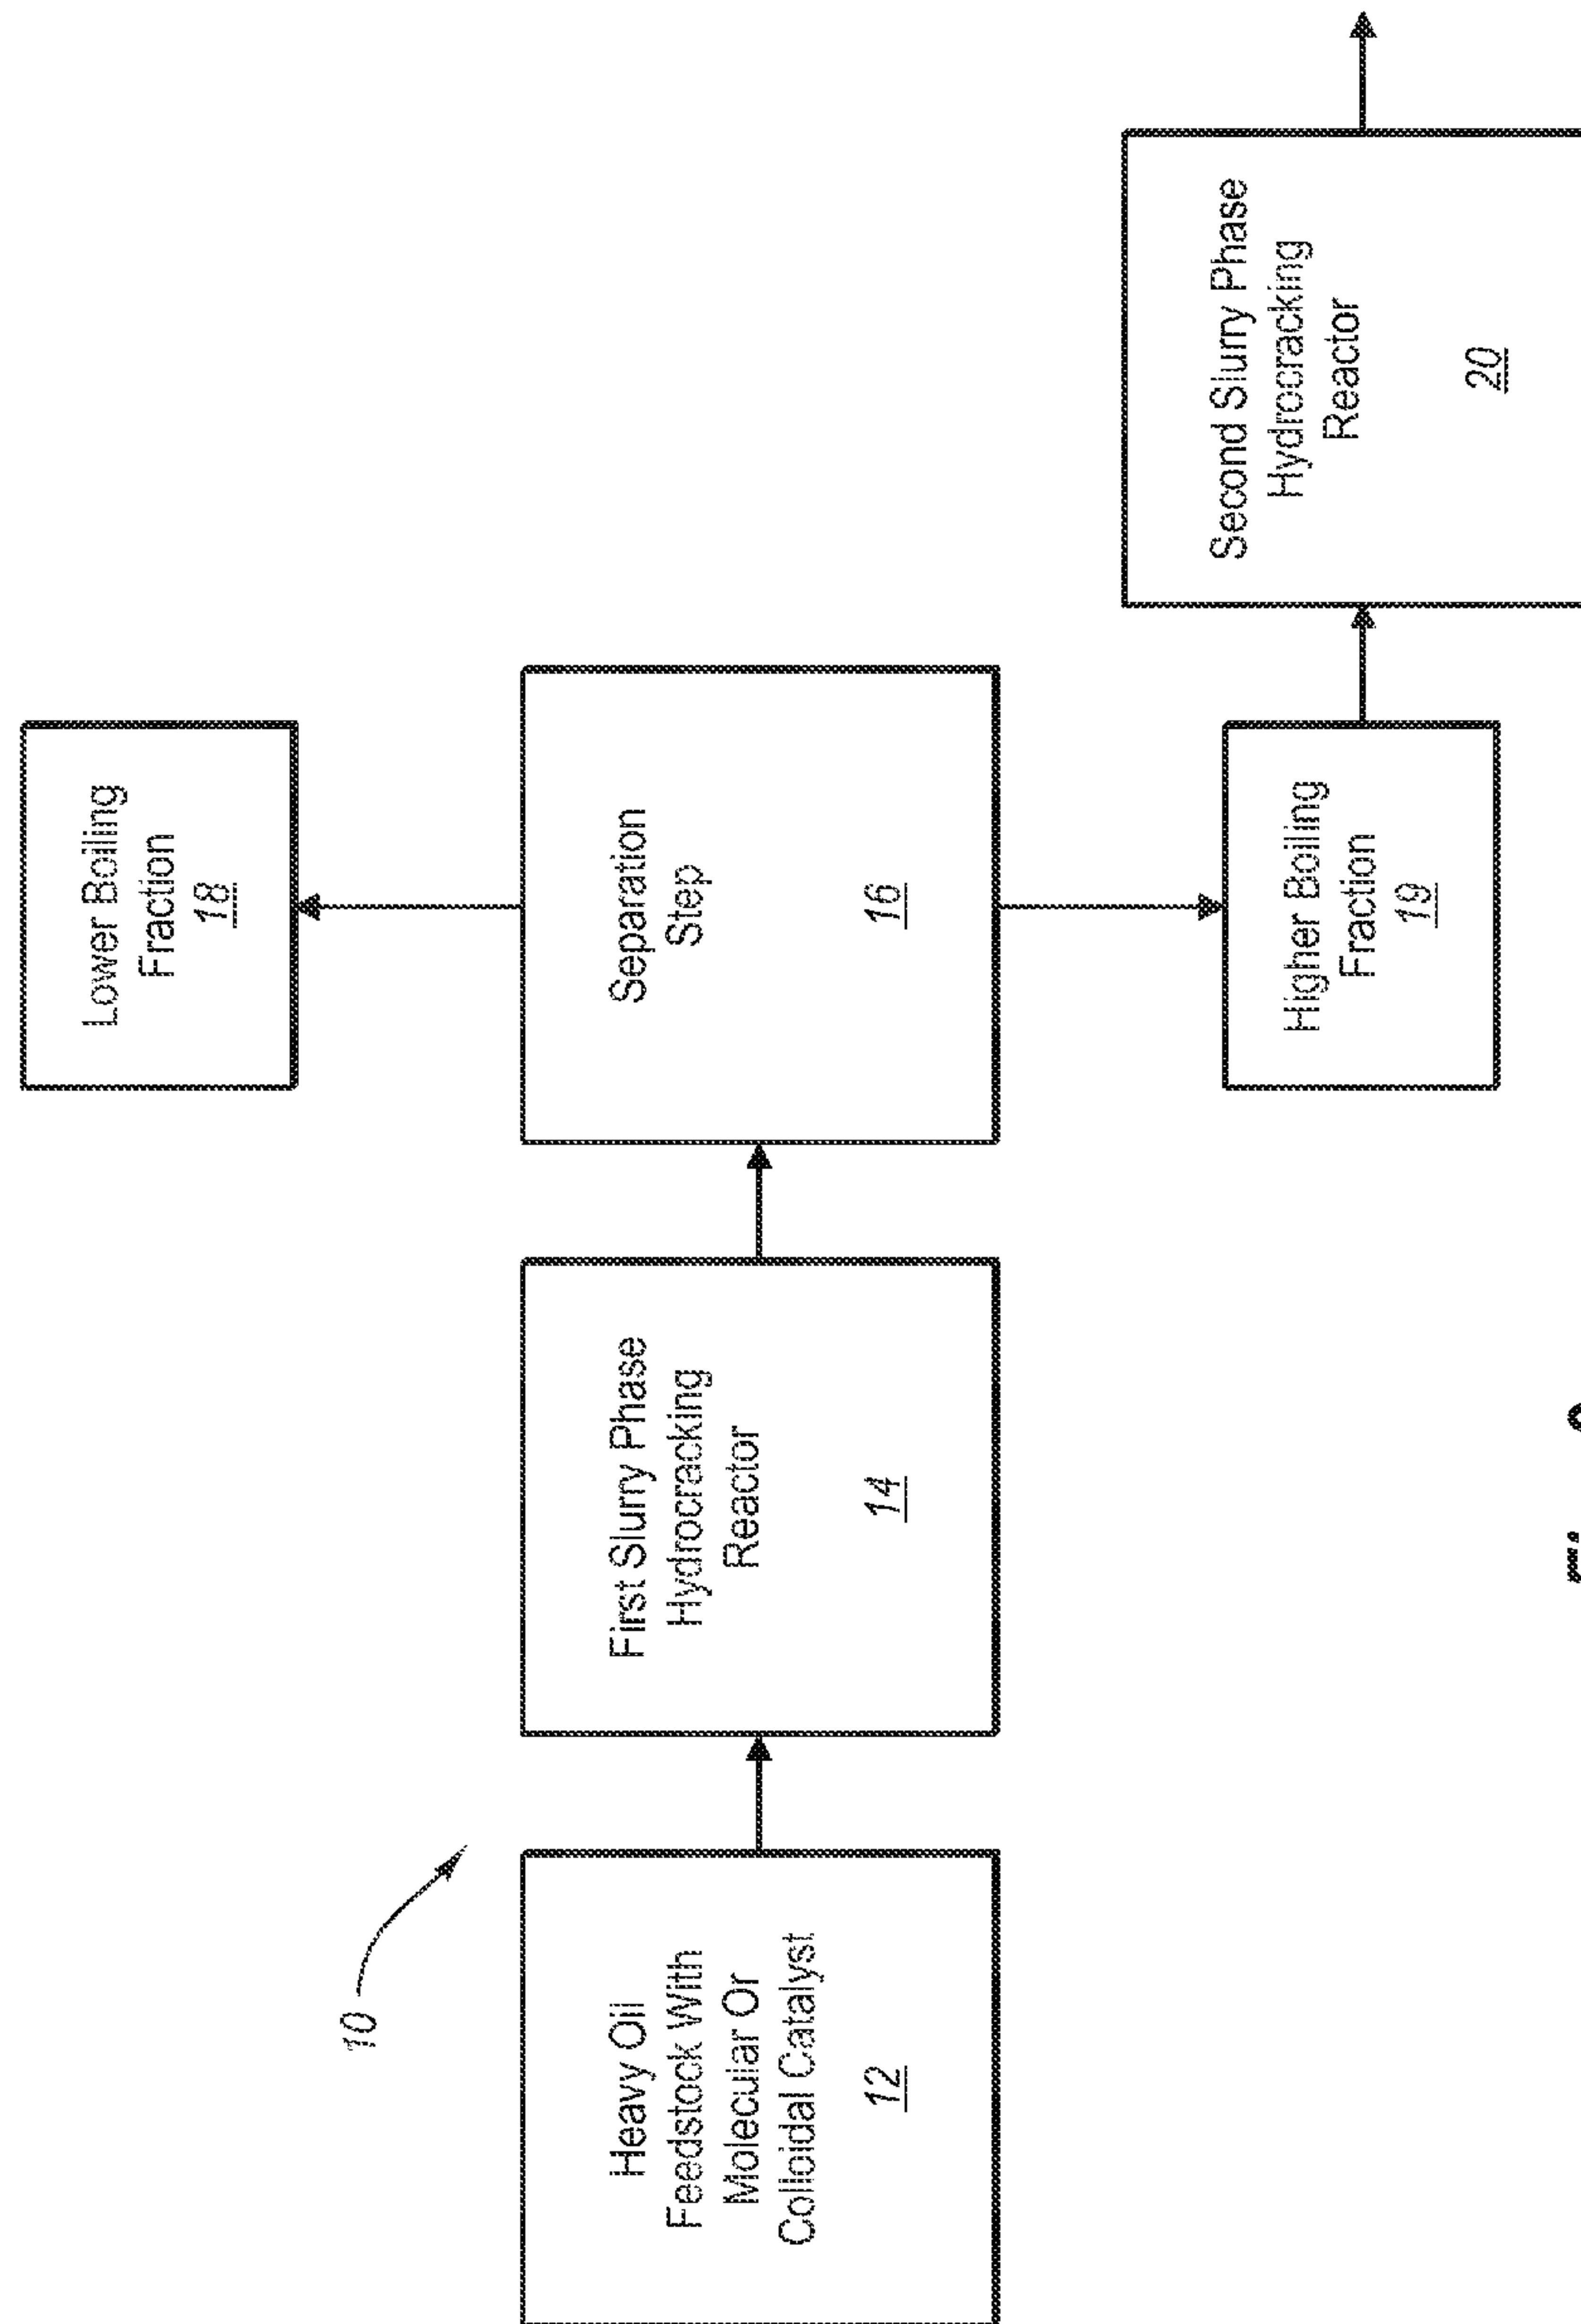 10
Heavy Oil
Feedstock With
Molecular Or
Colloidal Catalyst
12
First Slurry Phase
Hydrocracking
Reactor
14
Separation
Step
16
Lower Boiling
Fraction
18
Higher Boiling
Fraction
19
Second Slurry Phase
Hydrocracking
Reactor
20